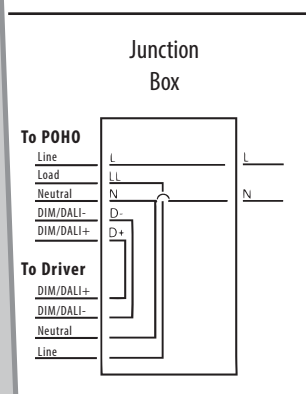 Junction
Box
To POHO
Line L L
Load LL
Neutral N N
DIM/DALI- D-
DIM/DALI+ D+
To Driver
DIM/DALI+
DIM/DALI-
Neutral
Line